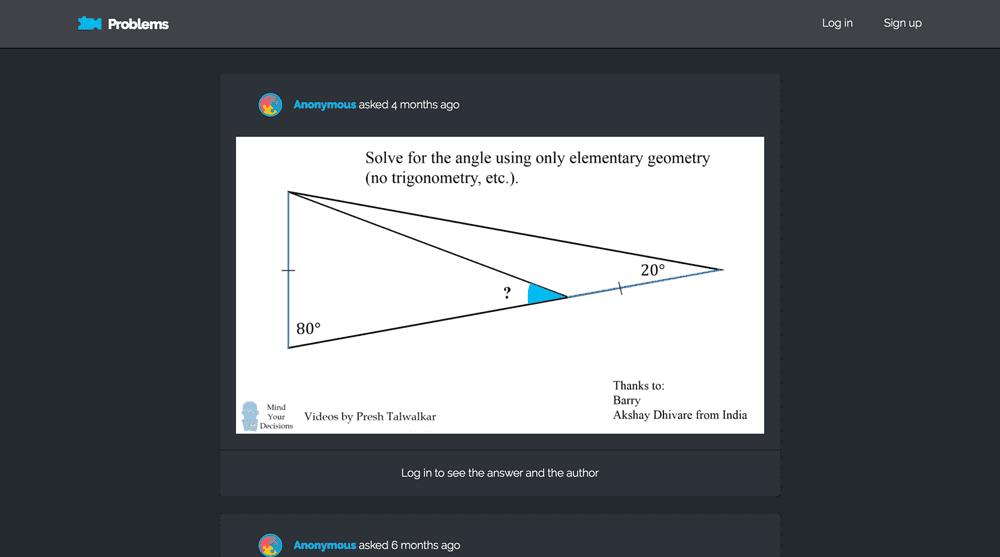 Problems
Log in
Sign up
Anonymous asked 4 months ago
Solve for the angle using only elementary geometry
(no trigonometry, etc.).
20°
?
80°
Thanks to:
Barry
Akshay Dhivare from India
Mind
Your
Decisions
Videos by Presh Talwalkar
Log in to see the answer and the author
Anonymous asked 6 months ago